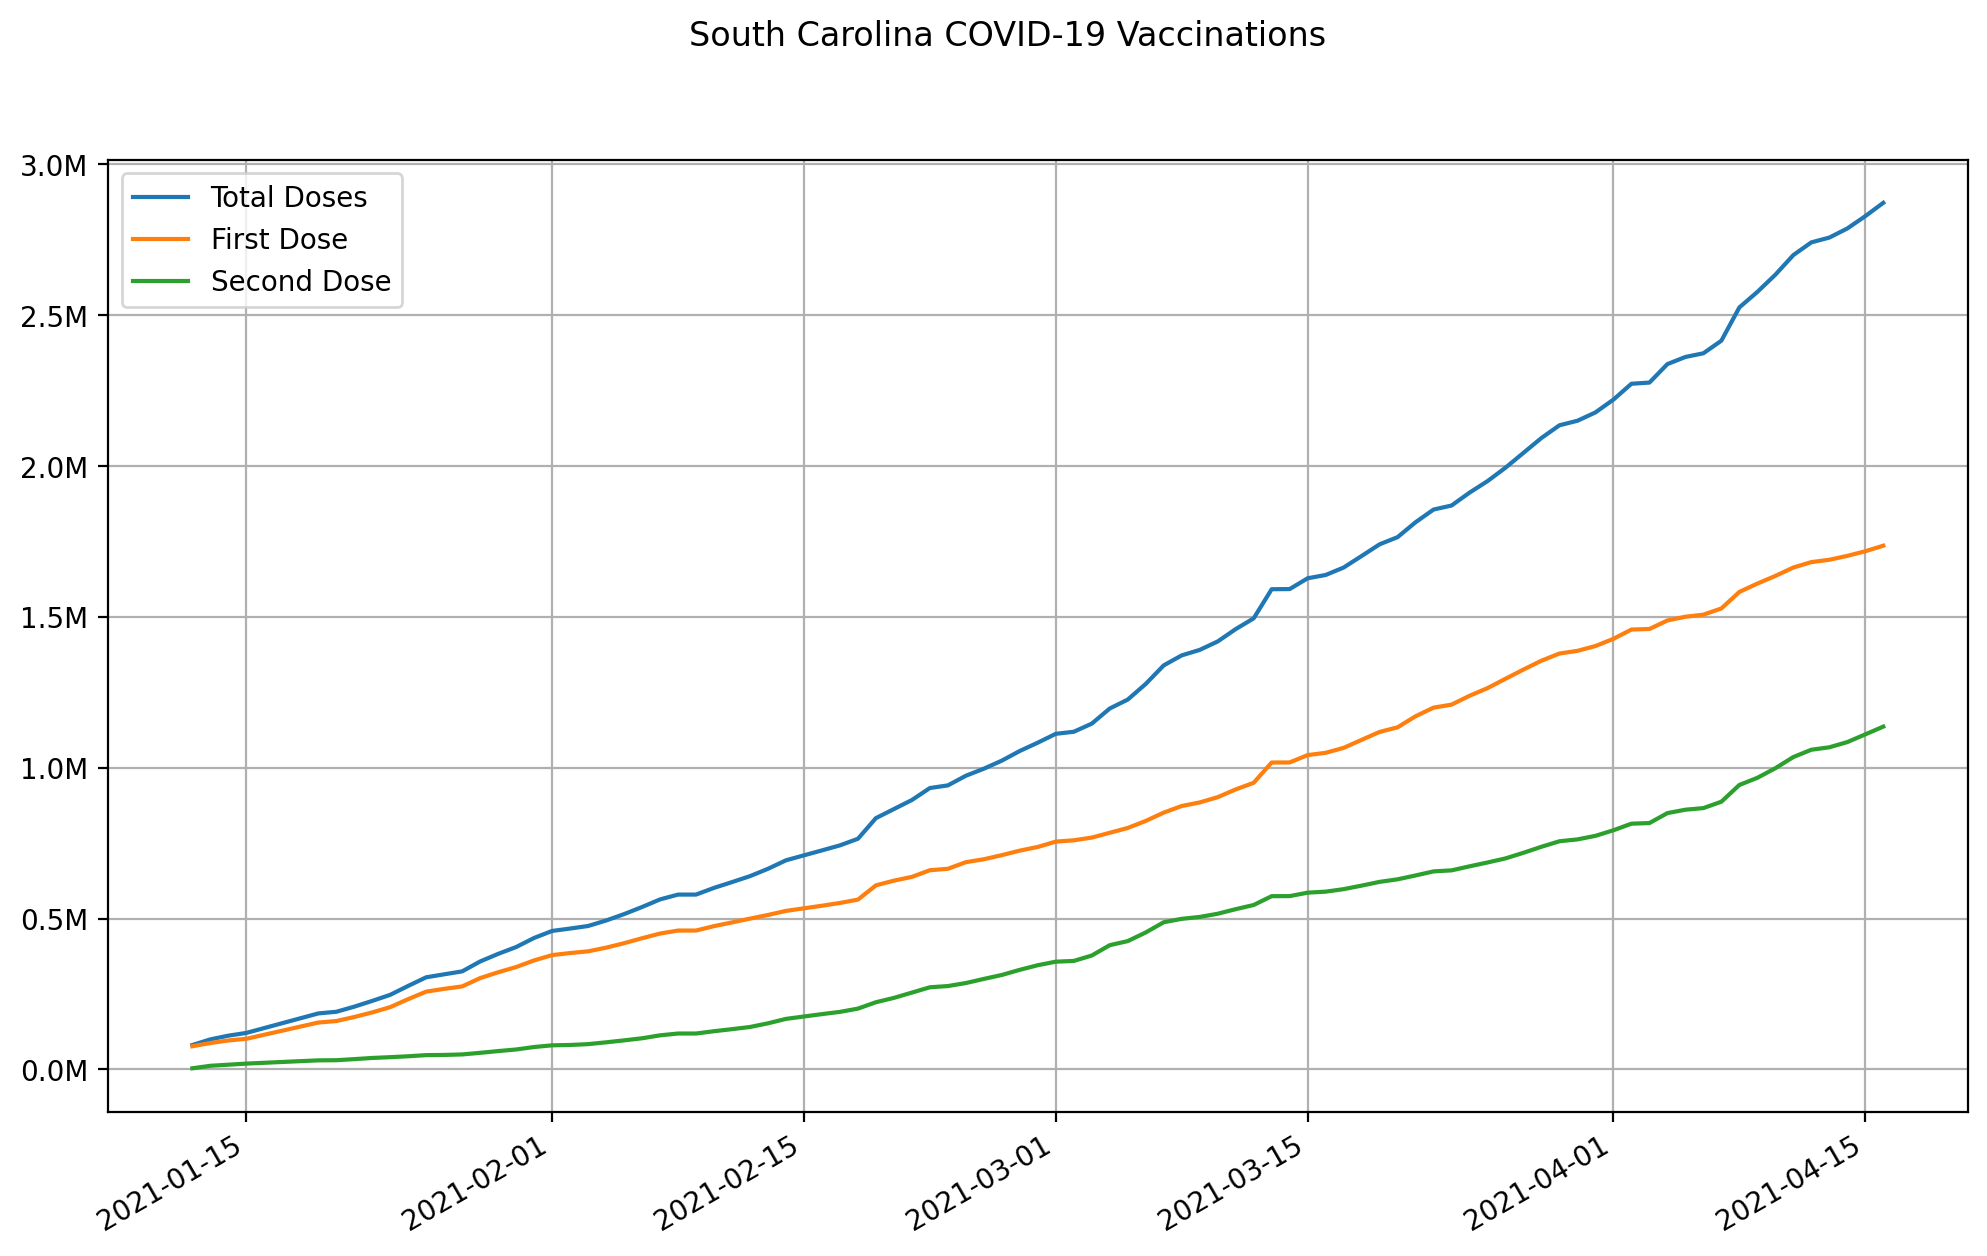 South Carolina COVID-19 Vaccinations
3.0M
2.5M
2.0M
1.5M
1.0M
0.5M
0.0M
Total Doses
First Dose
Second Dose
2021-01-15
2021-02-01
2021-02-15
2021-03-01
2021-03-15
2021-04-01
2021-04-15